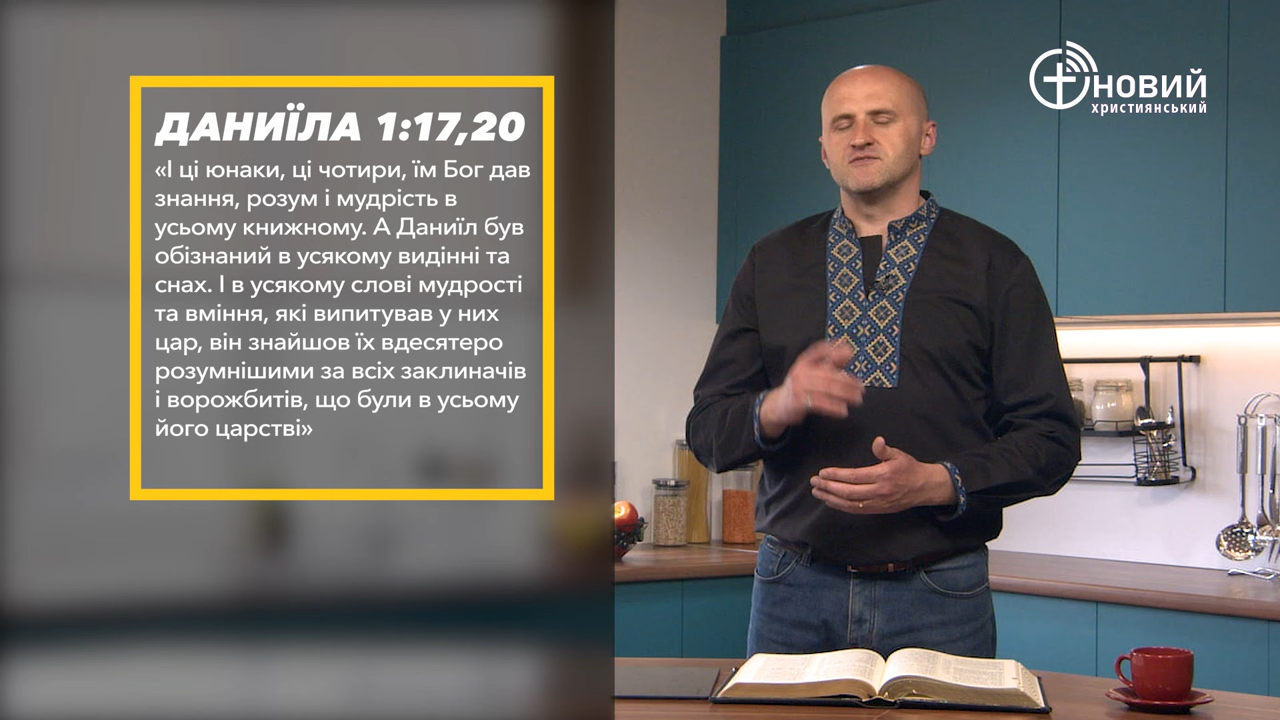 ДАНИЇЛА 1:17,20
«І ці юнаки, ці чотири, їм Бог дав
знання, розум і мудрість в
усьому книжному. А Даниїл був
обізнаний в усякому видінні та
снах. І в усякому слові мудрості
та вміння, які випитував у них
цар, він знайшов їх вдесятеро
розумнішими за всіх заклиначів
і ворожбитів, що були в усьому
його царстві»
НОВИЙ
християнський